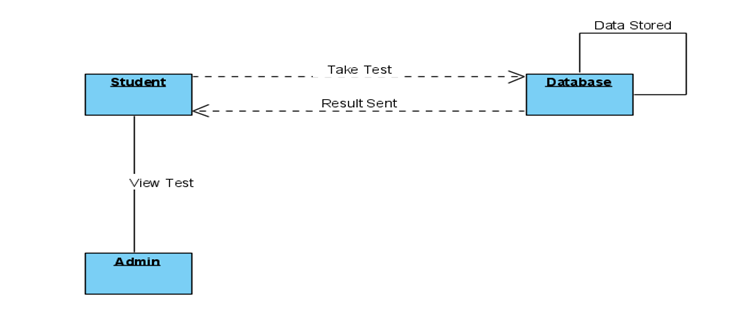 Data Stored
Take Test
Student
Database
Result Sent
View Test
Admin